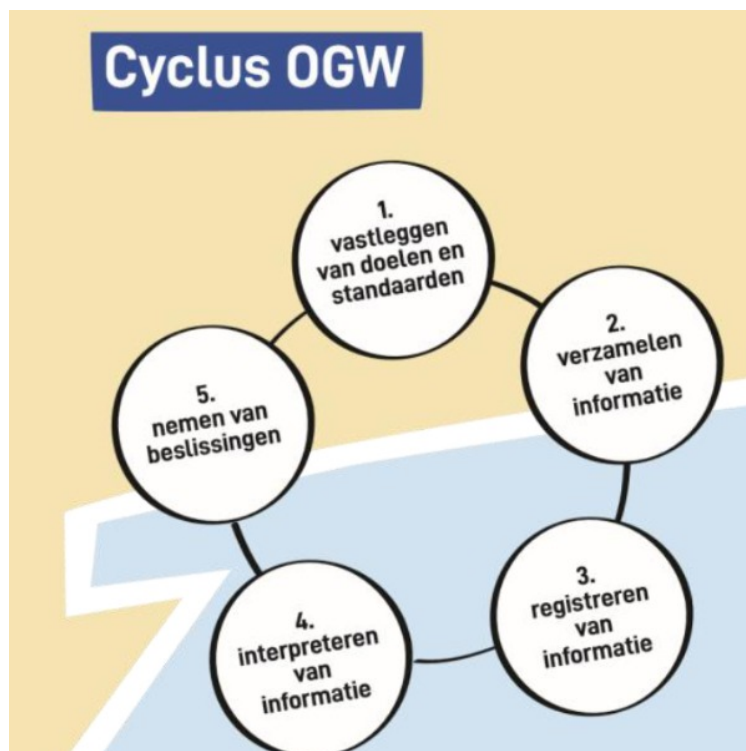 Cyclus OGW
1.
vastleggen
van doelen en
standaarden
2.
verzamelen
van
informatie
3.
registreren
van
informatie
4.
interpreteren
van
informatie
5.
nemen van
beslissingen